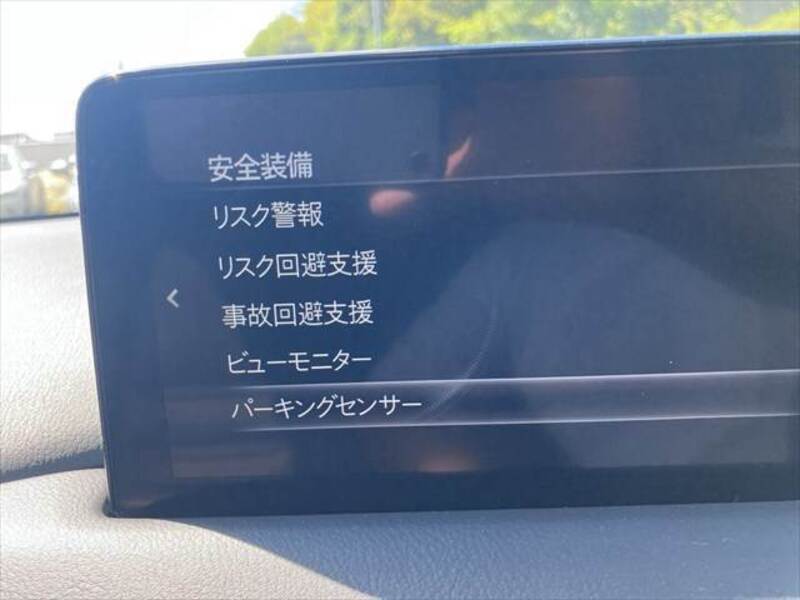 安全装備
リスク警報
リスク回避支援
事故回避支援
ビューモニター
パーキングセンサー